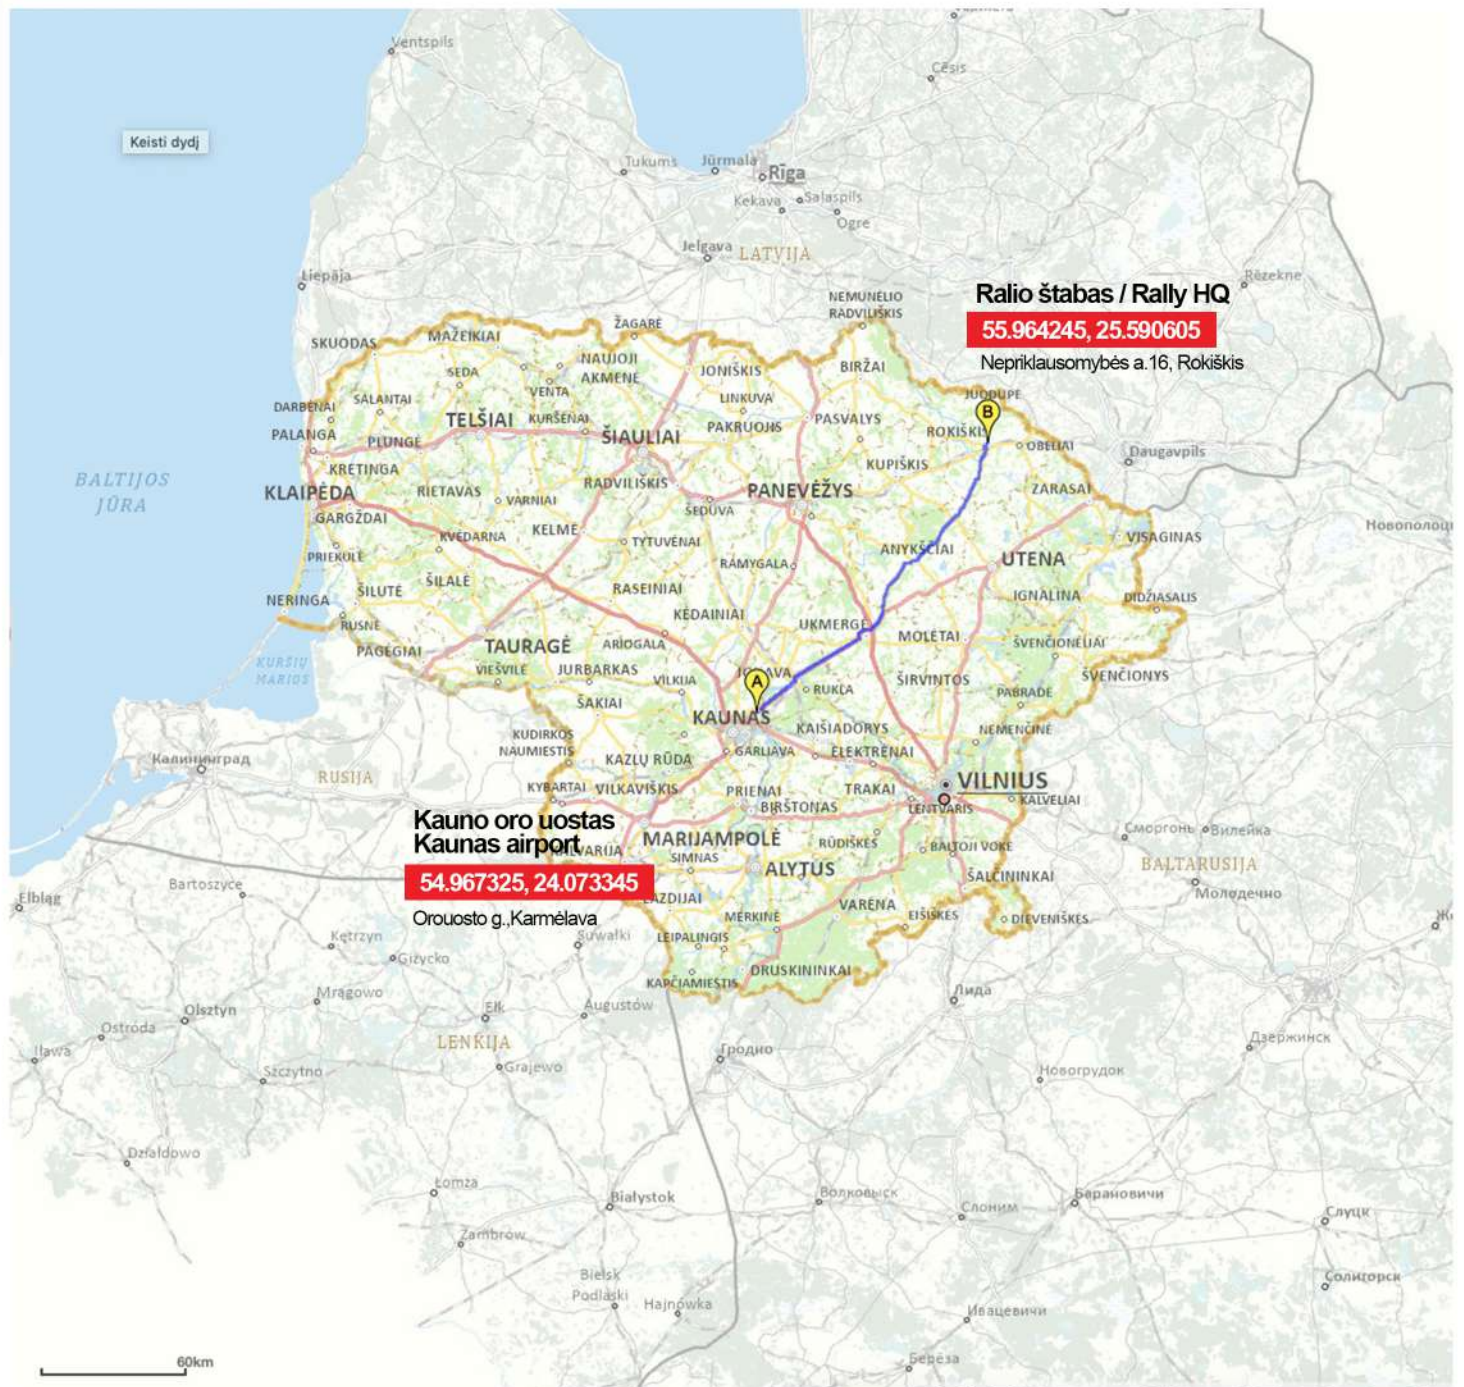 Ventspils
Cēsis
Keisti dydį
Tukums
Jūrmala
Rīga
Kekava
Salaspils
Ogre
Jelgava
LATVIJA
Liepāja
Rēzekne
Ralio štabas / Rally HQ
55.964245, 25.590605
Nepriklausomybės a.16, Rokiškis
NEMUNĖLIO
RADVILIŠKIS
ŽAGARĖ
MAŽEIKIAI
SKUODAS
NAUJOJI
AKMENĖ
JONIŠKIS
BIRŽAI
SEDA
VENTA
LINKUVA
JUODUPĖ
B
DARBĖNAI
SALANTAI
TELŠIAI
KURŠĖNAI
PAKRUOJIS
PASVALYS
ROKIŠKIS
OBELIAI
PALANGA
PLUNGĖ
ŠIAULIAI
Daugavpils
KRETINGA
KUPIŠKIS
BALTIJOS
JŪRA
KLAIPĖDA
RIETAVAS
VARNIAI
RADVILIŠKIS
PANEVĖŽYS
ZARASAI
GARGŽDAI
ŠEDUVA
Новополоц
KVĖDARNA
KELMĖ
TYTUVĖNAI
VISAGINAS
PRIEKULĖ
ANYKŠČIAI
UTENA
RAMYGALA
ŠILUTĖ
ŠILALĖ
RASEINIAI
IGNALINA
DIDŽIASALIS
NERINGA
KĖDAINIAI
UKMERGĖ
RUSNĖ
MOLĖTAI
ŠVENČIONĖLIAI
PAGĖGIAI
TAURAGĖ
ARIOGALA
KURŠIŲ
MARIOS
VIEŠVILĖ
JURBARKAS
VILKIJA
JONAVA
A
RUKLA
ŠIRVINTOS
ŠVENČIONYS
PABRADĖ
ŠAKIAI
KAUNAS
KAIŠIADORYS
NEMENČINĖ
KUDIRKOS
NAUMIESTIS
GARLIAVA
ELEKTRĖNAI
Калининград
RUSIJA
KAZLŲ RŪDA
KYBARTAI
VILKAVIŠKIS
PRIENAI
TRAKAI
VILNIUS
BIRŠTONAS
LENTVARIS
KALVELIAI
Kauno oro uostas
Kaunas airport
54.967325, 24.073345
Orouosto g.,Karmėlava
MARIJAMPOLĖ
RŪDIŠKĖS
BALTOJI VOKĖ
Сморгонь
Вилейка
SIMNAS
ALYTUS
ŠALČININKAI
BALTARUSIJA
Молодечно
Bartoszyce
Elbląg
VARĖNA
MERKINĖ
EIŠIŠKĖS
DIEVENIŠKĖS
Kętrzyn
Suwałki
LEIPALINGIS
Giżycko
KAPČIAMIESTIS
DRUSKININKAI
Mrągowo
Лида
Olsztyn
Ełk
Augustów
Ostróda
LENKIJA
Гродно
Дзержинск
Iława
Szczytno
Grajewo
Новогрудок
Działdowo
Łomża
Białystok
Волковыск
Барановичи
Слоним
Слуцк
Zambrów
Bielsk
Podlaski
Hajnówka
Солигорск
Ивацевичи
Берёза
60km